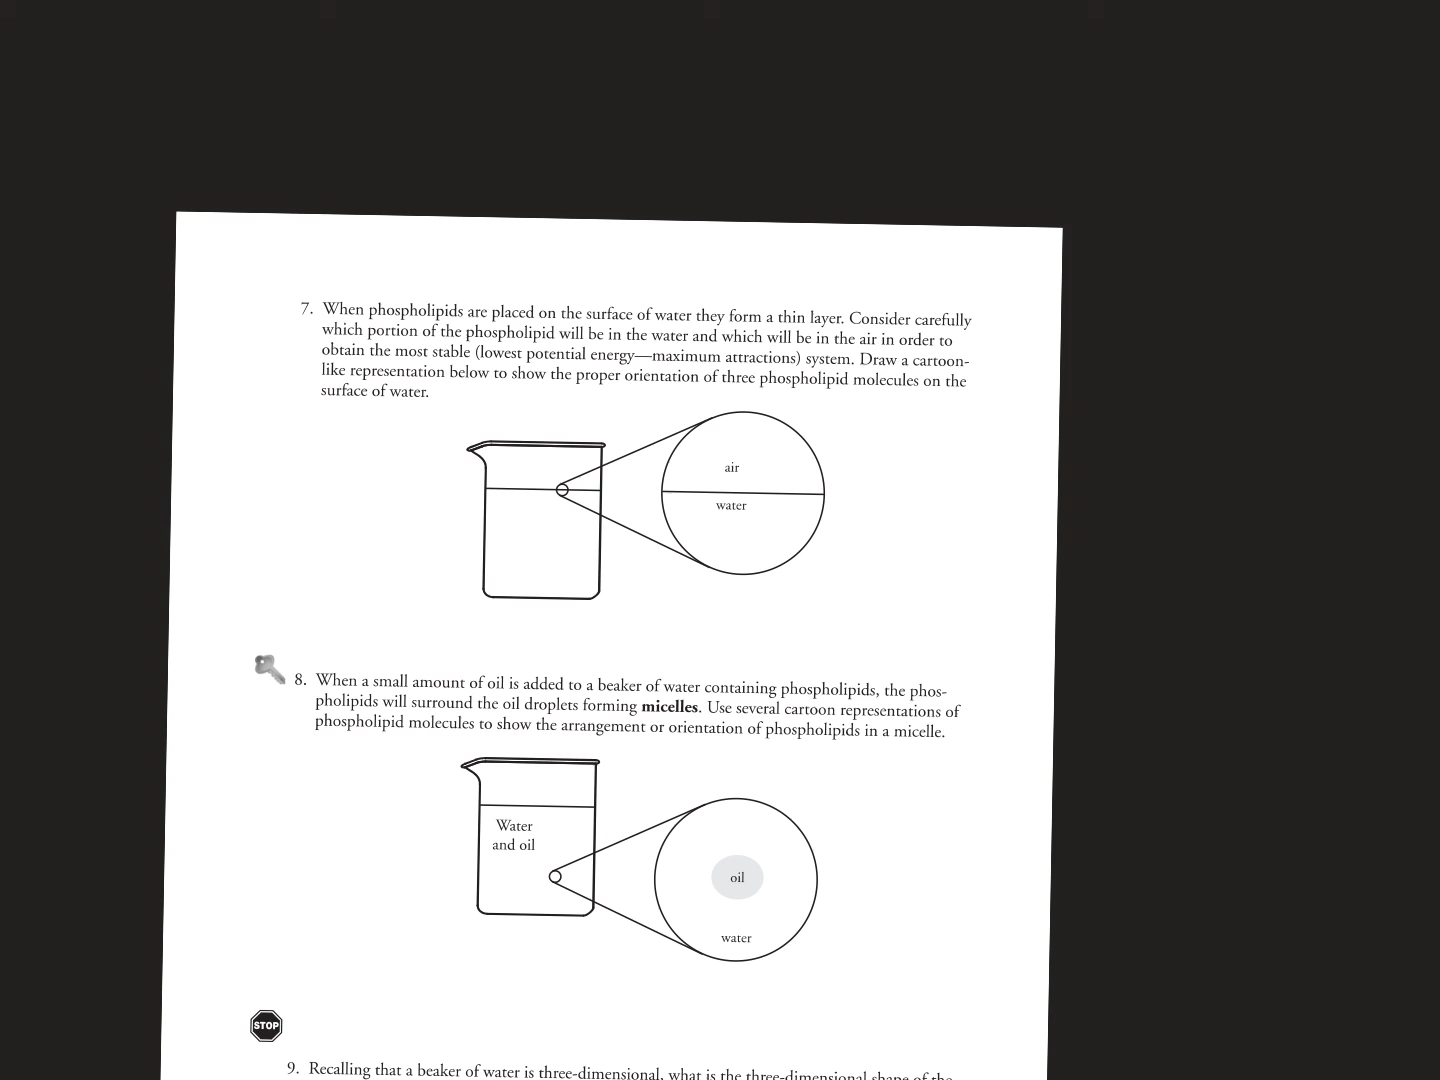 7. When phospholipids are placed on the surface of water they form a thin layer. Consider carefully
which portion of the phospholipid will be in the water and which will be in the air in order to
obtain the most stable (lowest potential energy—maximum attractions) system. Draw a cartoon-
like representation below to show the proper orientation of three phospholipid molecules on the
surface of water.
air
water
8. When a small amount of oil is added to a beaker of water containing phospholipids, the phos-
pholipids will surround the oil droplets forming micelles. Use several cartoon representations of
phospholipid molecules to show the arrangement or orientation of phospholipids in a micelle.
Water
and oil
oil
water
STOP
9. Recalling that a beaker of water is three-dimensional, what is the three-dimensional shape of the